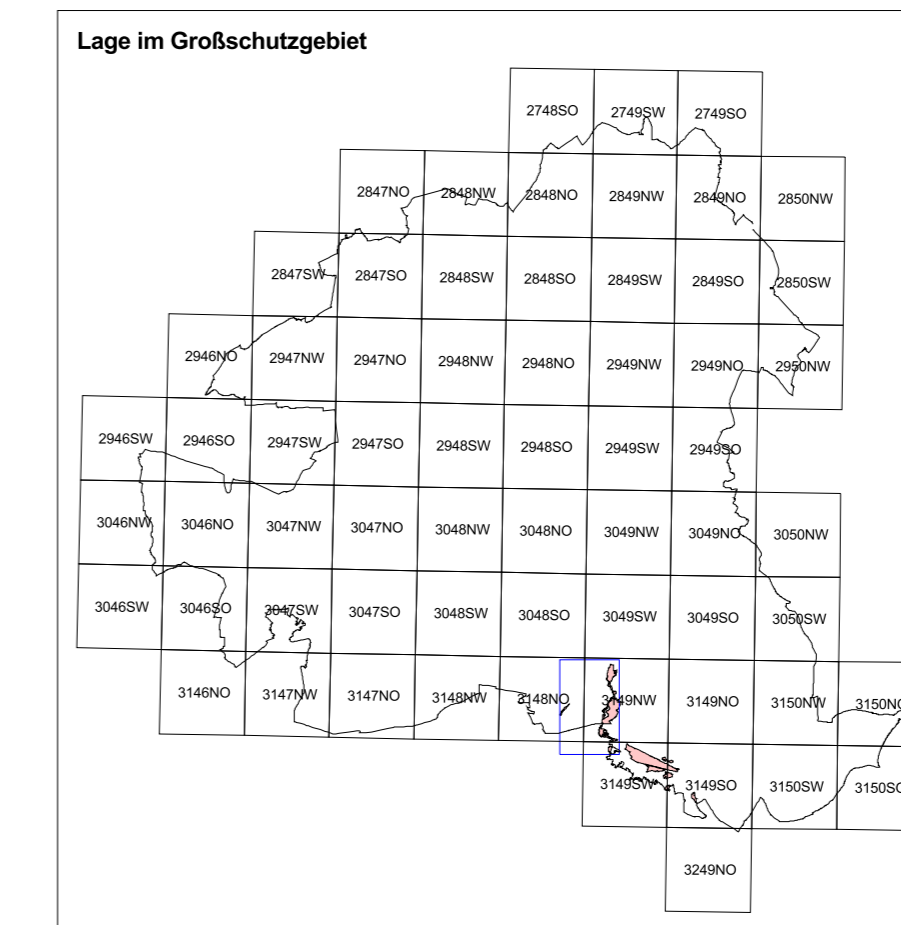 Lage im Großschutzgebiet
2748SO 2749SW 2749SO
2847NO 2848NW 2848NO 2849NW 2849NO 2850NW
2847SW 2847SO 2848SW 2848SO 2849SW 2849SO 2850SW
2946NO 2947NW 2947NO 2948NW 2948NO 2949NW 2949NO 2950NW
2946SW 2946SO 2947SW 2947SO 2948SW 2948SO 2949SW 2949SO
3046NW 3046NO 3047NW 3047NO 3048NW 3048NO 3049NW 3049NO 3050NW
3046SW 3046SO 3047SW 3047SO 3048SW 3048SO 3049SW 3049SO 3050SW
3146NO 3147NW 3147NO 3148NW 3148NO 3149NW 3149NO 3150NW 3150NO
3149SW 3149SO 3150SW 3150SO
3249NO